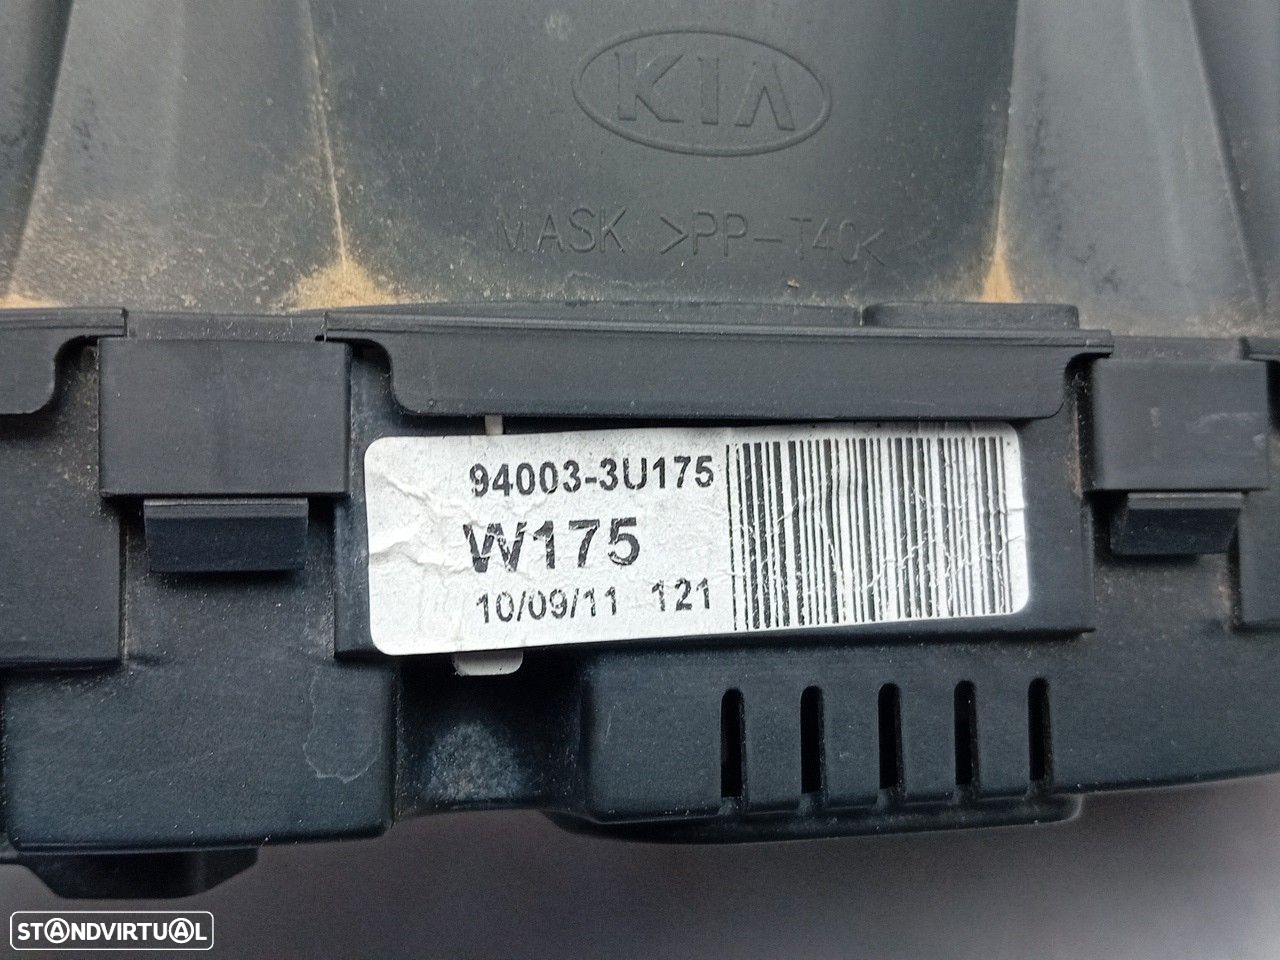 KIA
MASK >PP-T40<
94003-3U175
W175
10/09/11 121
STANDVIRTUAL